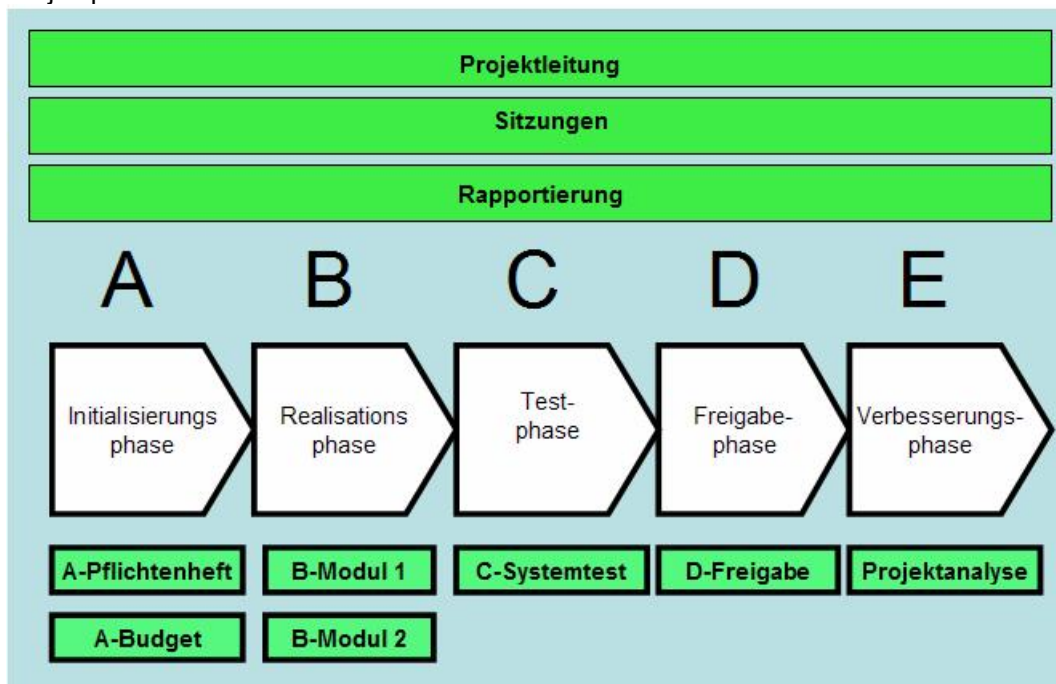 Projektleitung
Sitzungen
Rapportierung
A B C D E
Initialisierungs
phase
Realisations
phase
Test-
phase
Freigabe-
phase
Verbesserungs-
phase
A-Pflichtenheft
B-Modul 1
C-Systemtest
D-Freigabe
Projektanalyse
A-Budget
B-Modul 2